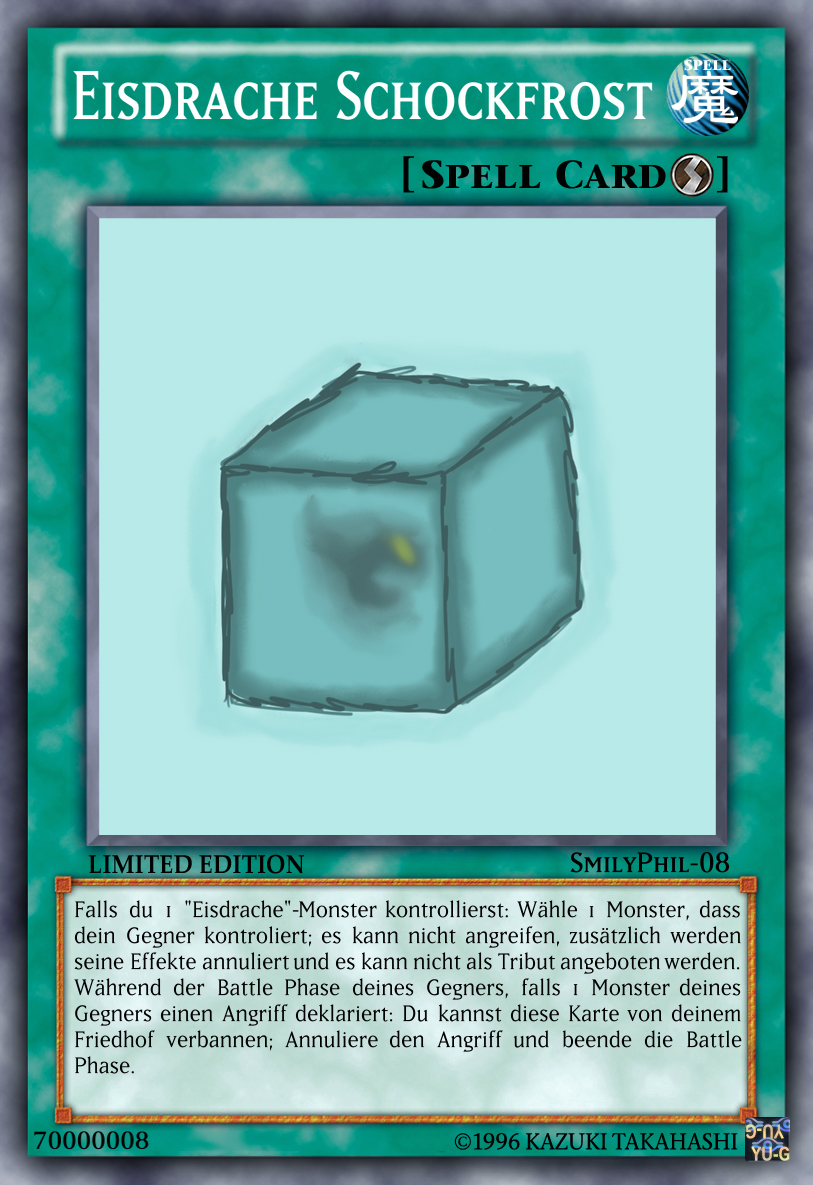 Eisdrache Schockfrost
SPELL
魔
[Spell Card]
LIMITED EDITION
SmilyPhil-08
Falls du 1 "Eisdrache"-Monster kontrollierst: Wähle 1 Monster, dass
dein Gegner kontroliert; es kann nicht angreifen, zusätzlich werden
seine Effekte annuliert und es kann nicht als Tribut angeboten werden.
Während der Battle Phase deines Gegners, falls 1 Monster deines
Gegners einen Angriff deklariert: Du kannst diese Karte von deinem
Friedhof verbannen; Annuliere den Angriff und beende die Battle
Phase.
70000008
©1996 KAZUKI TAKAHASHI
YU-G
YU-G